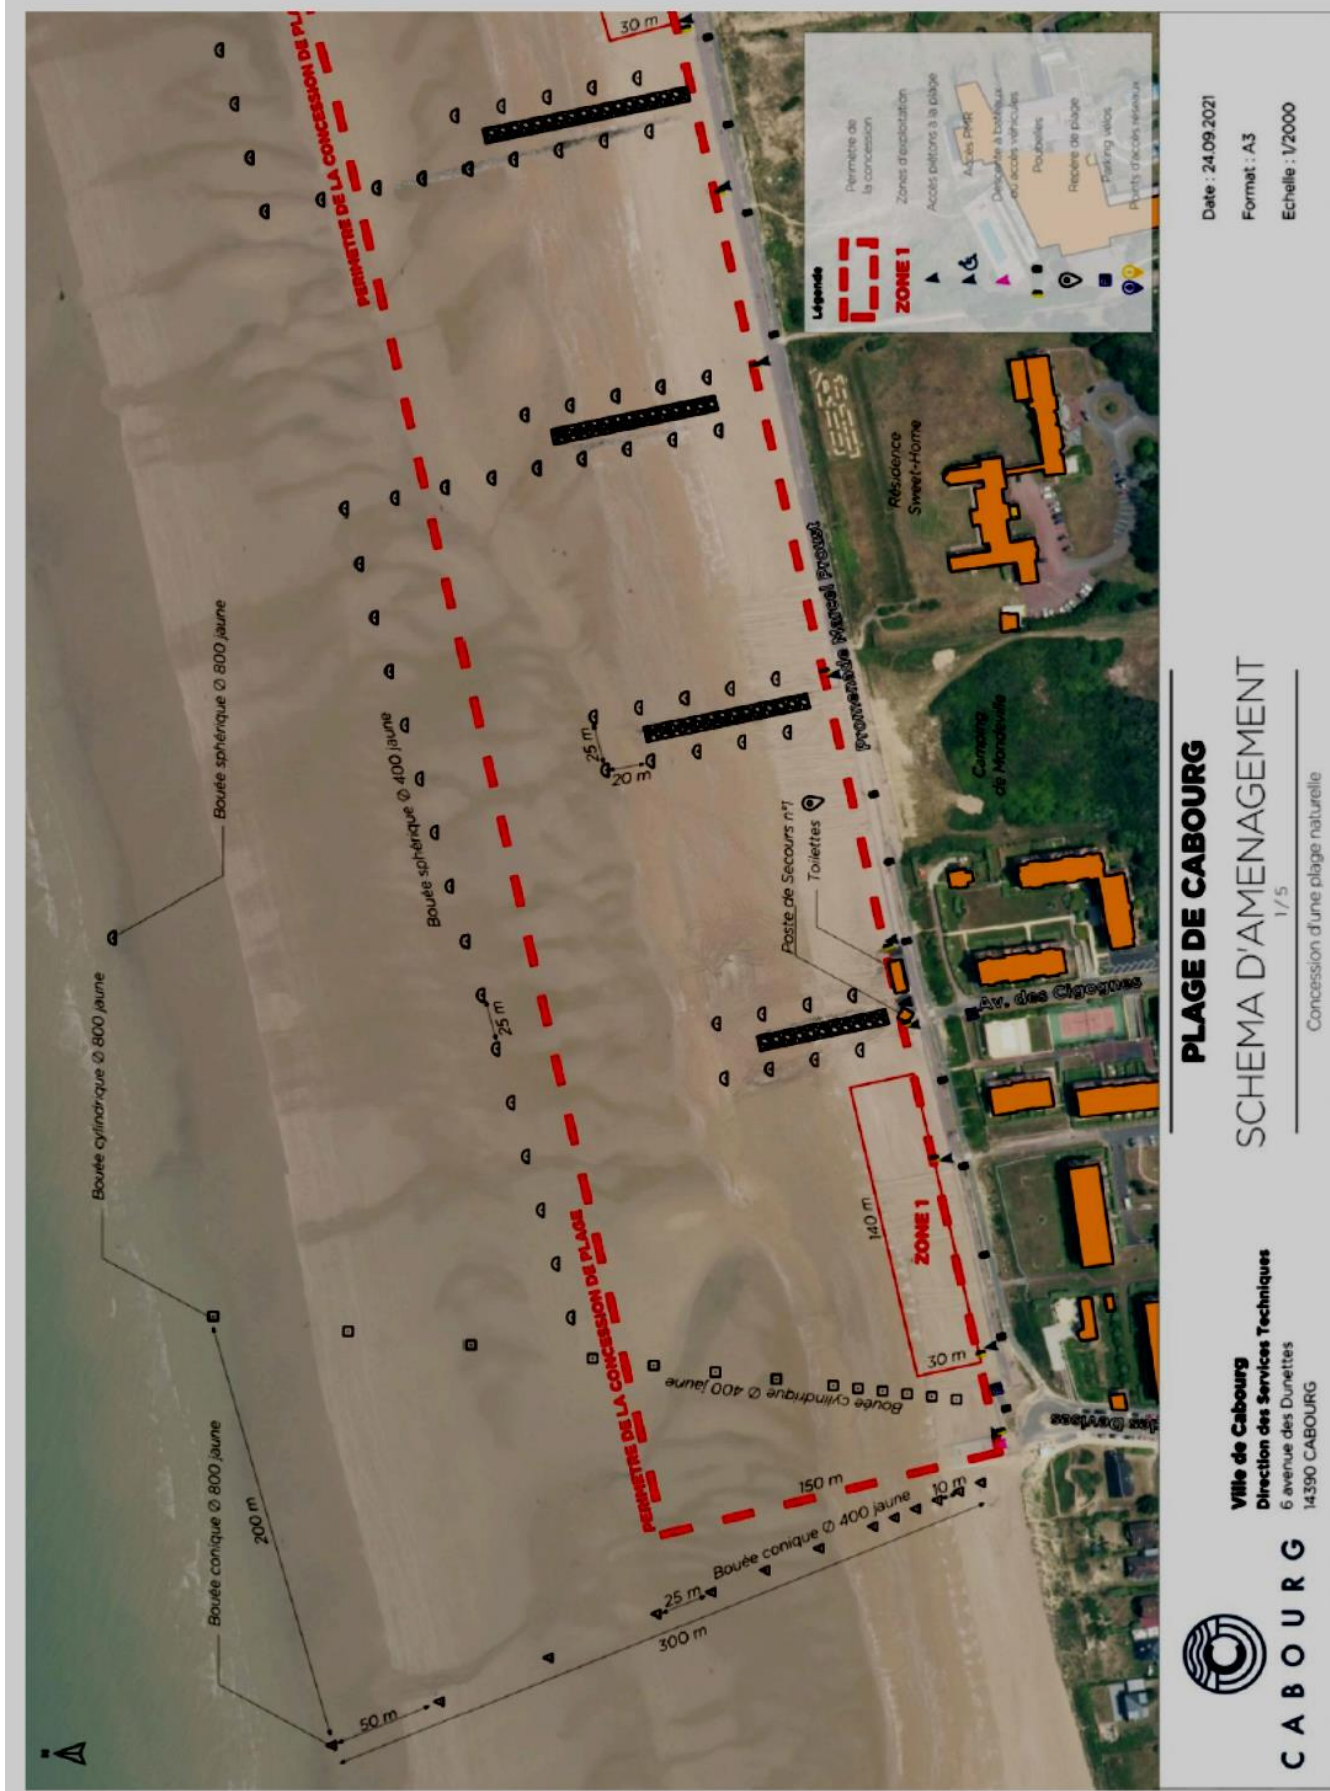 Bouée conique Ø 800 jaune
Bouée cylindrique Ø 800 jaune
Bouée sphérique Ø 800 jaune
200 m
50 m
300 m
25 m
Bouée conique Ø 400 jaune
10 m
150 m
PERIMETRE DE LA CONCESSION DE PLAGE
Bouée cylindrique Ø 400 jaune
30 m
140 m
ZONE 1
25 m
Bouée sphérique Ø 400 jaune
25 m
20 m
Poste de Secours n°1
Toilettes
PERIMETRE DE LA CONCESSION DE PLA
30 m
des Devises
Av. des Cigognes
Promenade Marcel Proust
Camping
de Mondeville
Résidence
Sweet-Home
Légende
Périmètre de
la concession
ZONE 1
Zones d'exploitation
Accès piétons à la plage
Accès PMR
Descente à bateaux
ou accès véhicules
Poubelles
Repère de plage
Parking vélos
Points d'accès réseaux
CABOURG
Ville de Cabourg
Direction des Services Techniques
6 avenue des Dunettes
14390 CABOURG
PLAGE DE CABOURG
SCHEMA D'AMENAGEMENT
1 / 5
Concession d'une plage naturelle
Date : 24.09.2021
Format : A3
Echelle : 1/2000